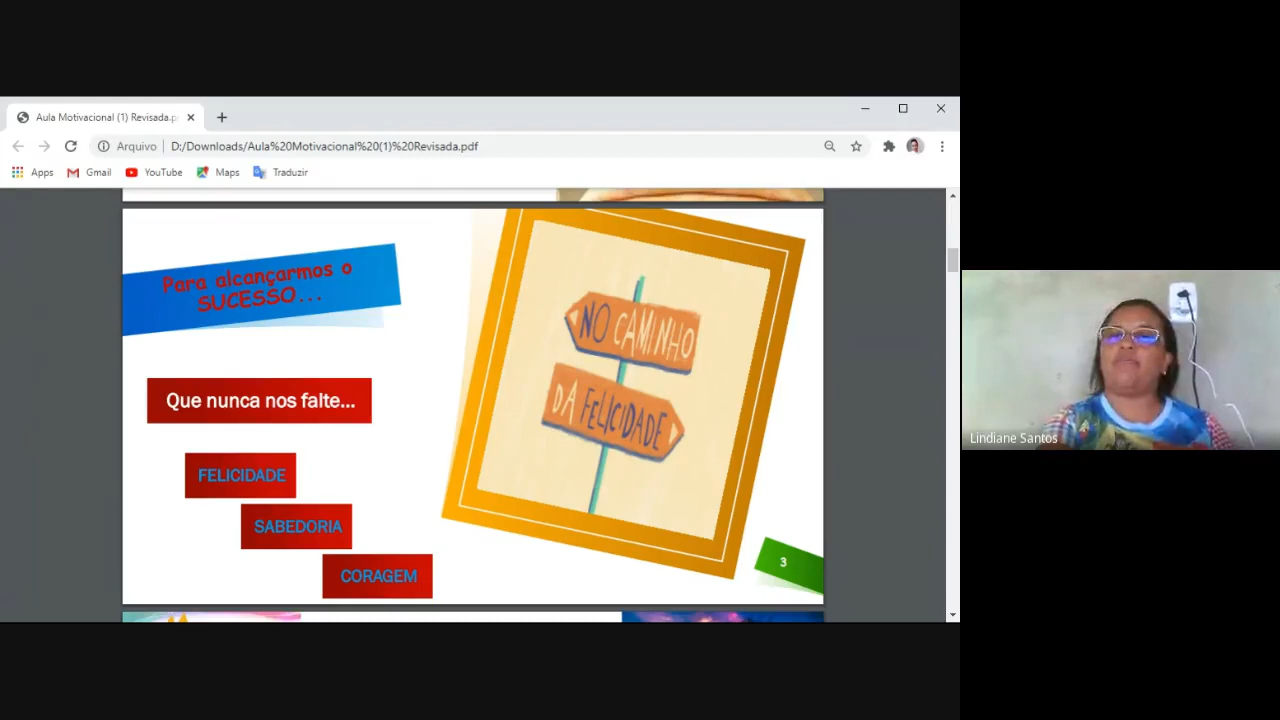 Aula Motivacional (1) Revisada.p
Arquivo
D:/Downloads/Aula%20Motivacional%20(1)%20Revisada.pdf
Apps
Gmail
YouTube
Maps
Traduzir
Para alcançarmos o
SUCESSO...
NO CAMINHO
DA FELICIDADE
Que nunca nos falte...
FELICIDADE
SABEDORIA
CORAGEM
3
Lindiane Santos